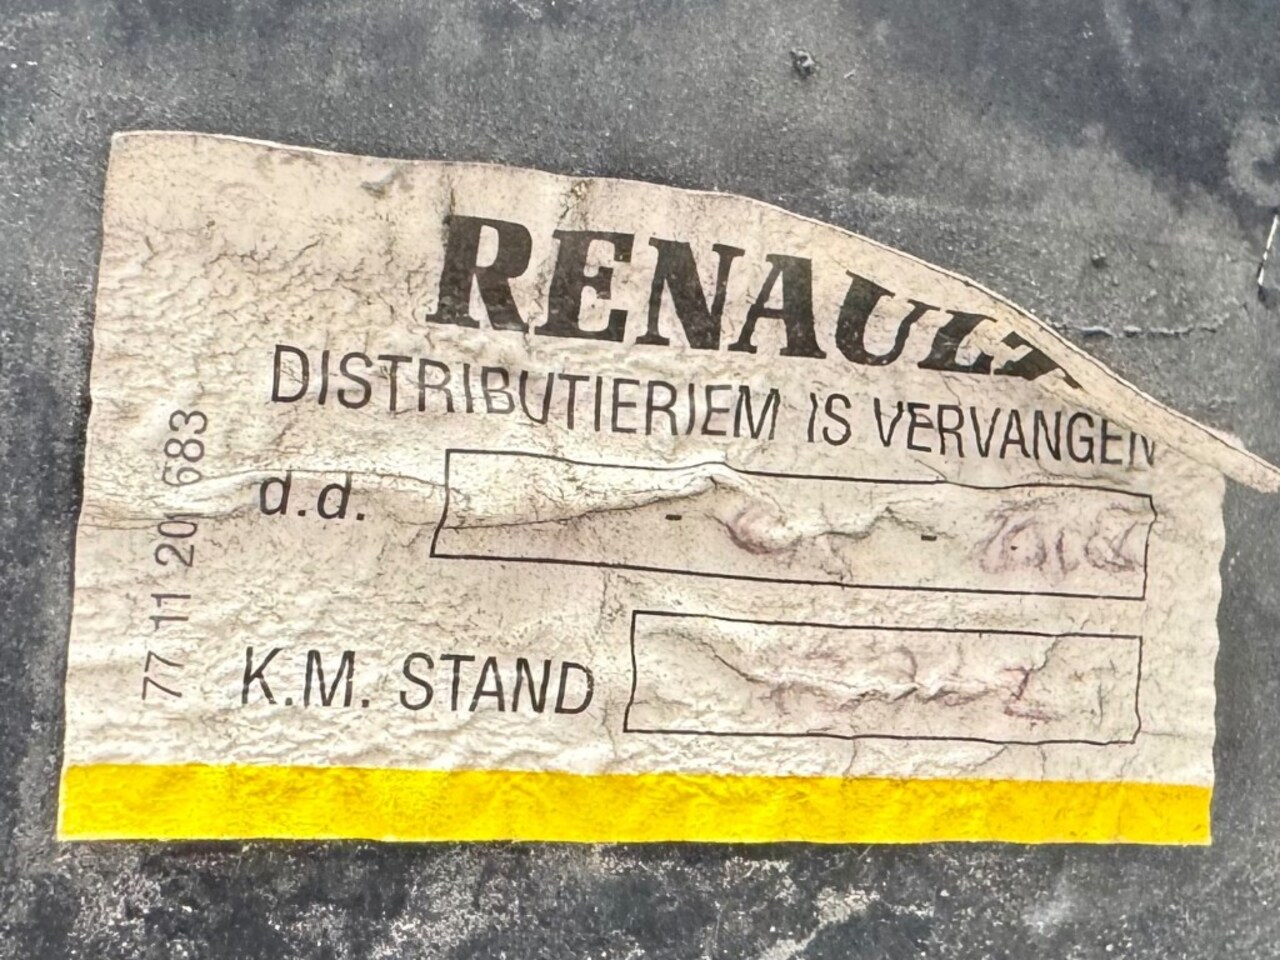 RENAULT
DISTRIBUTIERIEM IS VERVANGEN
d.d. - -
K.M. STAND
77 11 20 683